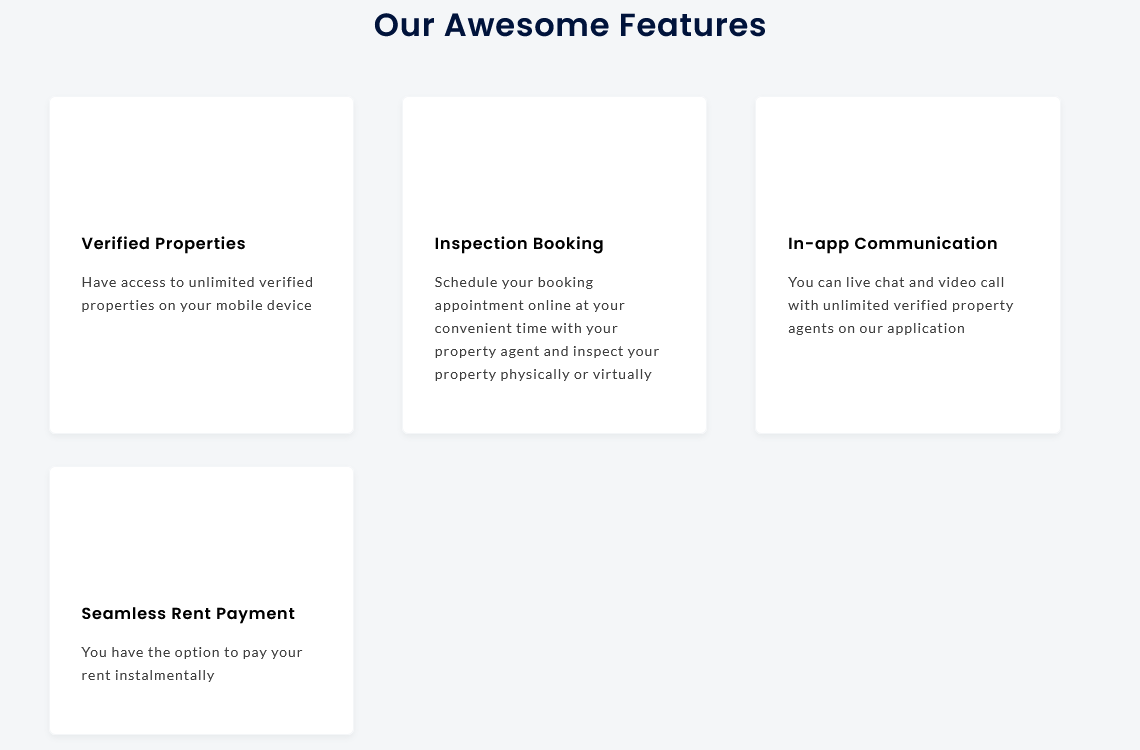 Our Awesome Features
Verified Properties
Have access to unlimited verified
properties on your mobile device
Inspection Booking
Schedule your booking
appointment online at your
convenient time with your
property agent and inspect your
property physically or virtually
In-app Communication
You can live chat and video call
with unlimited verified property
agents on our application
Seamless Rent Payment
You have the option to pay your
rent instalmentally